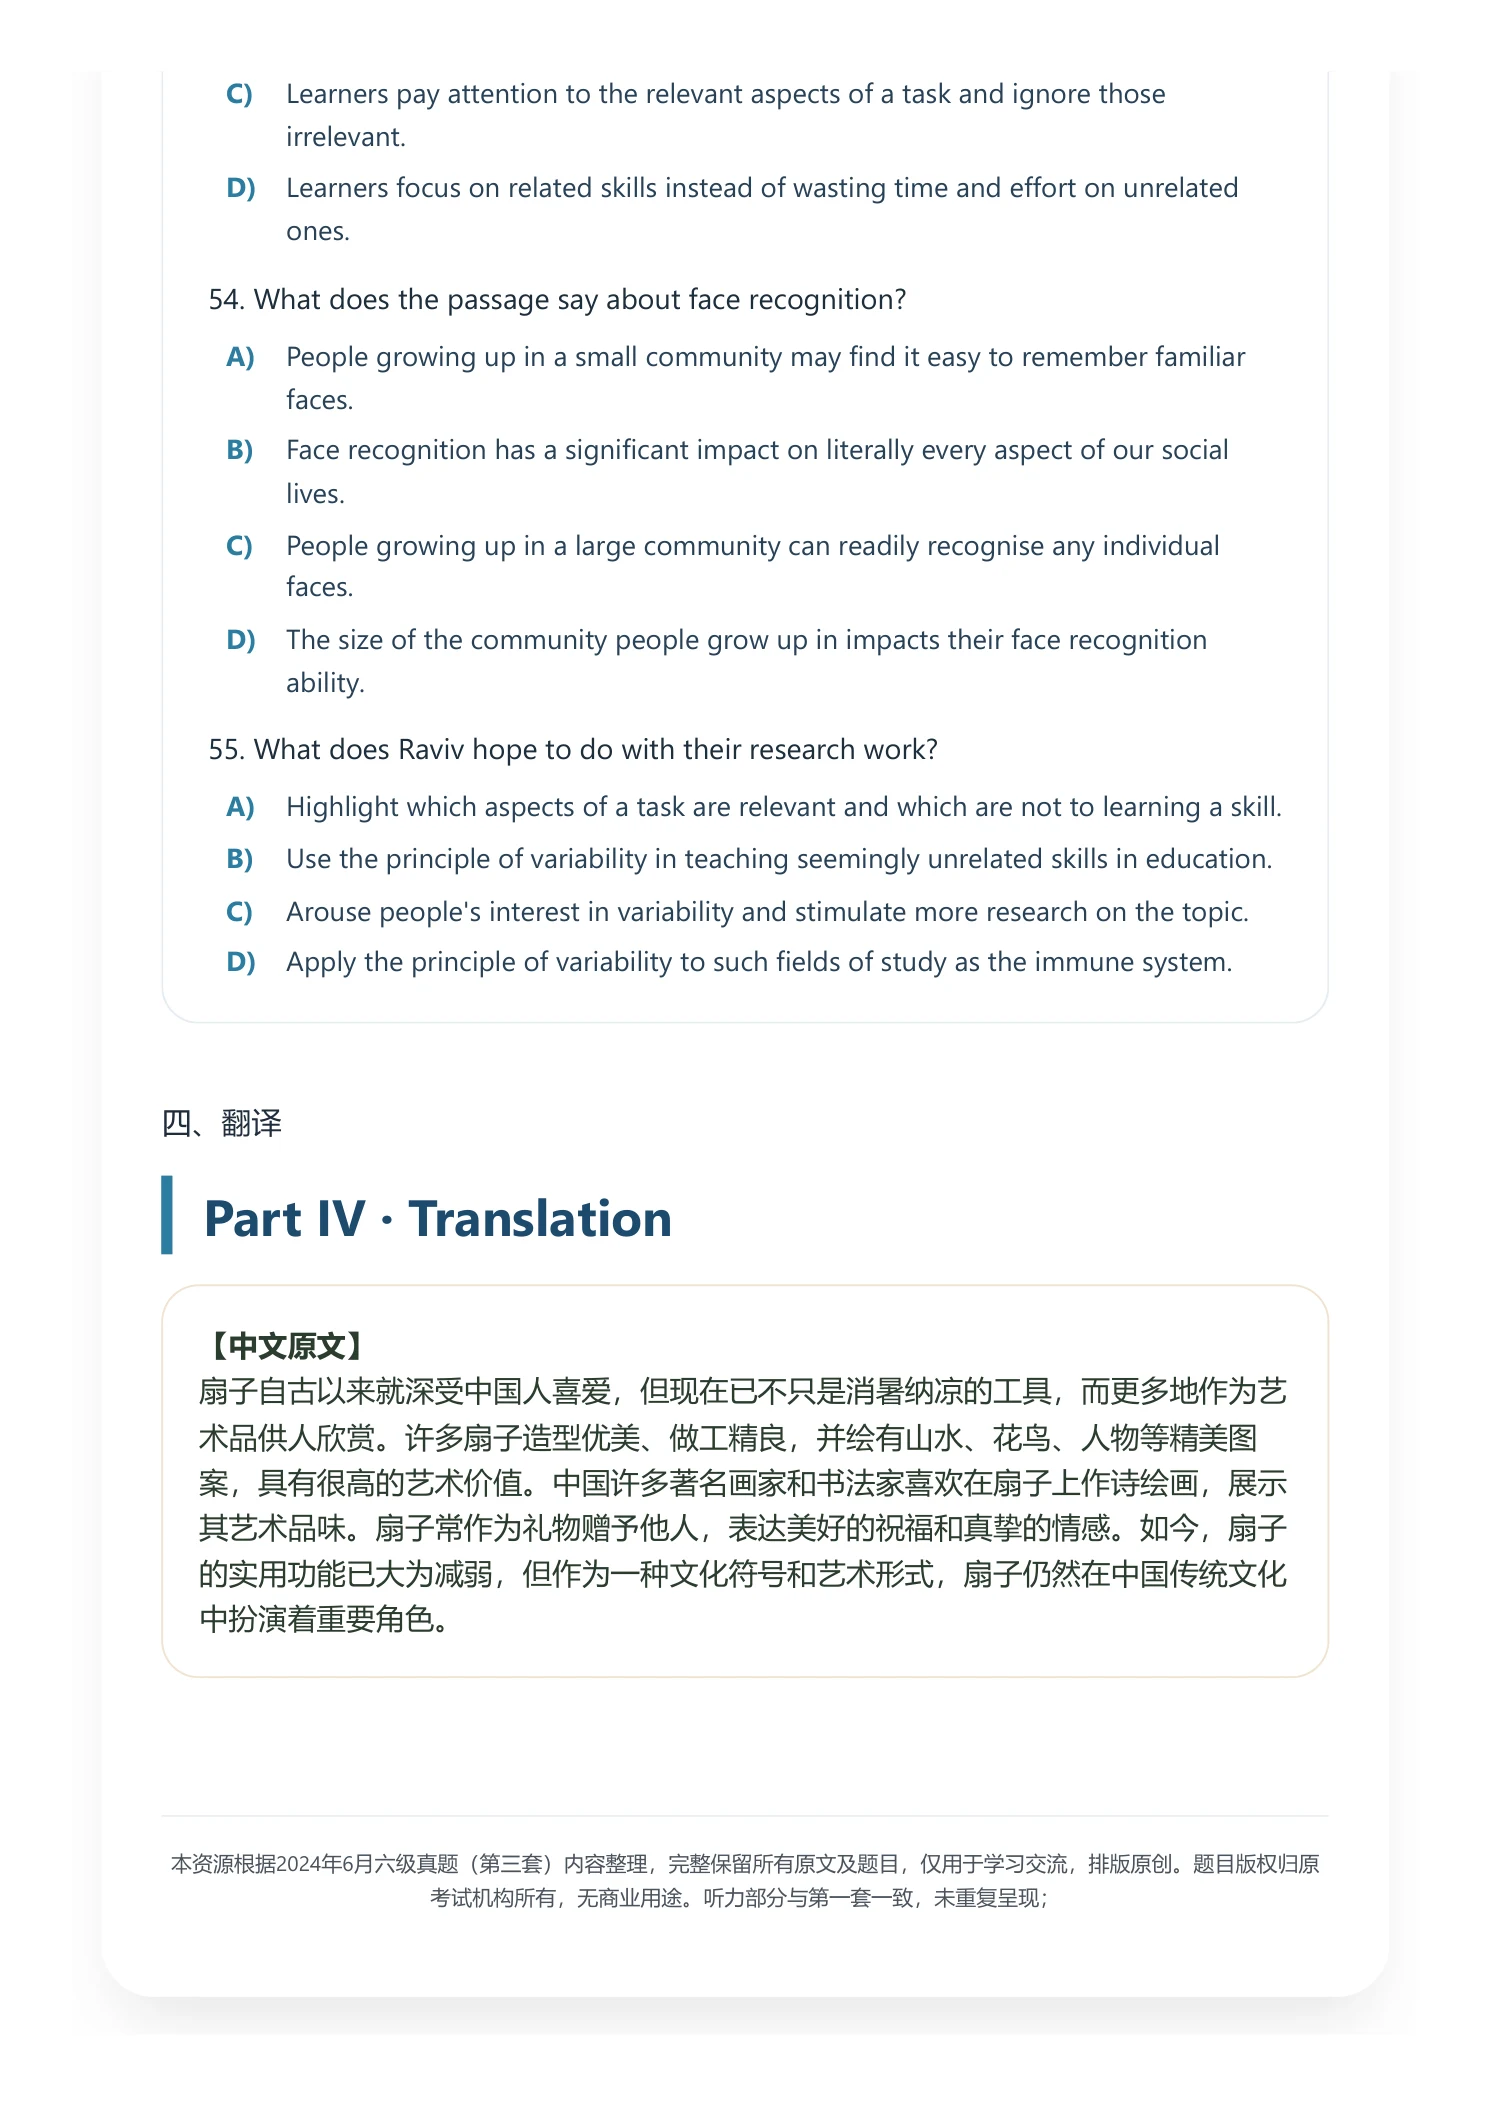 C) Learners pay attention to the relevant aspects of a task and ignore those
irrelevant.
D) Learners focus on related skills instead of wasting time and effort on unrelated
ones.
54. What does the passage say about face recognition?
A) People growing up in a small community may find it easy to remember familiar
faces.
B) Face recognition has a significant impact on literally every aspect of our social
lives.
C) People growing up in a large community can readily recognise any individual
faces.
D) The size of the community people grow up in impacts their face recognition
ability.
55. What does Raviv hope to do with their research work?
A) Highlight which aspects of a task are relevant and which are not to learning a skill.
B) Use the principle of variability in teaching seemingly unrelated skills in education.
C) Arouse people's interest in variability and stimulate more research on the topic.
D) Apply the principle of variability to such fields of study as the immune system.
四、翻译
Part IV · Translation
【中文原文】
扇子自古以来就深受中国人喜爱，但现在已不只是消暑纳凉的工具，而更多地作为艺
术品供人欣赏。许多扇子造型优美、做工精良，并绘有山水、花鸟、人物等精美图
案，具有很高的艺术价值。中国许多著名画家和书法家喜欢在扇子上作诗绘画，展示
其艺术品味。扇子常作为礼物赠予他人，表达美好的祝福和真挚的情感。如今，扇子
的实用功能已大为减弱，但作为一种文化符号和艺术形式，扇子仍然在中国传统文化
中扮演着重要角色。
本资源根据2024年6月六级真题（第三套）内容整理，完整保留所有原文及题目，仅用于学习交流，排版原创。题目版权归原
考试机构所有，无商业用途。听力部分与第一套一致，未重复呈现；